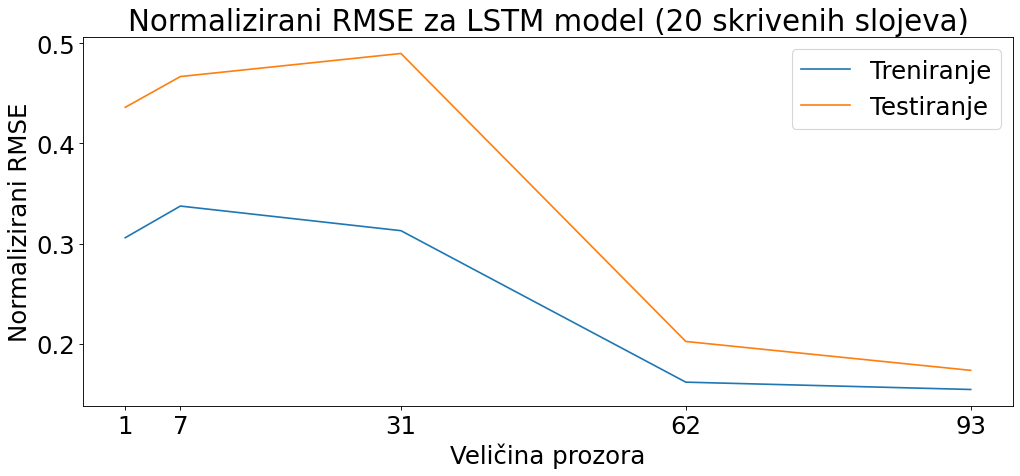 Normalizirani RMSE za LSTM model (20 skrivenih slojeva)
Normalizirani RMSE
0.5
0.4
0.3
0.2
Treniranje
Testiranje
1 7 31 62 93
Veličina prozora